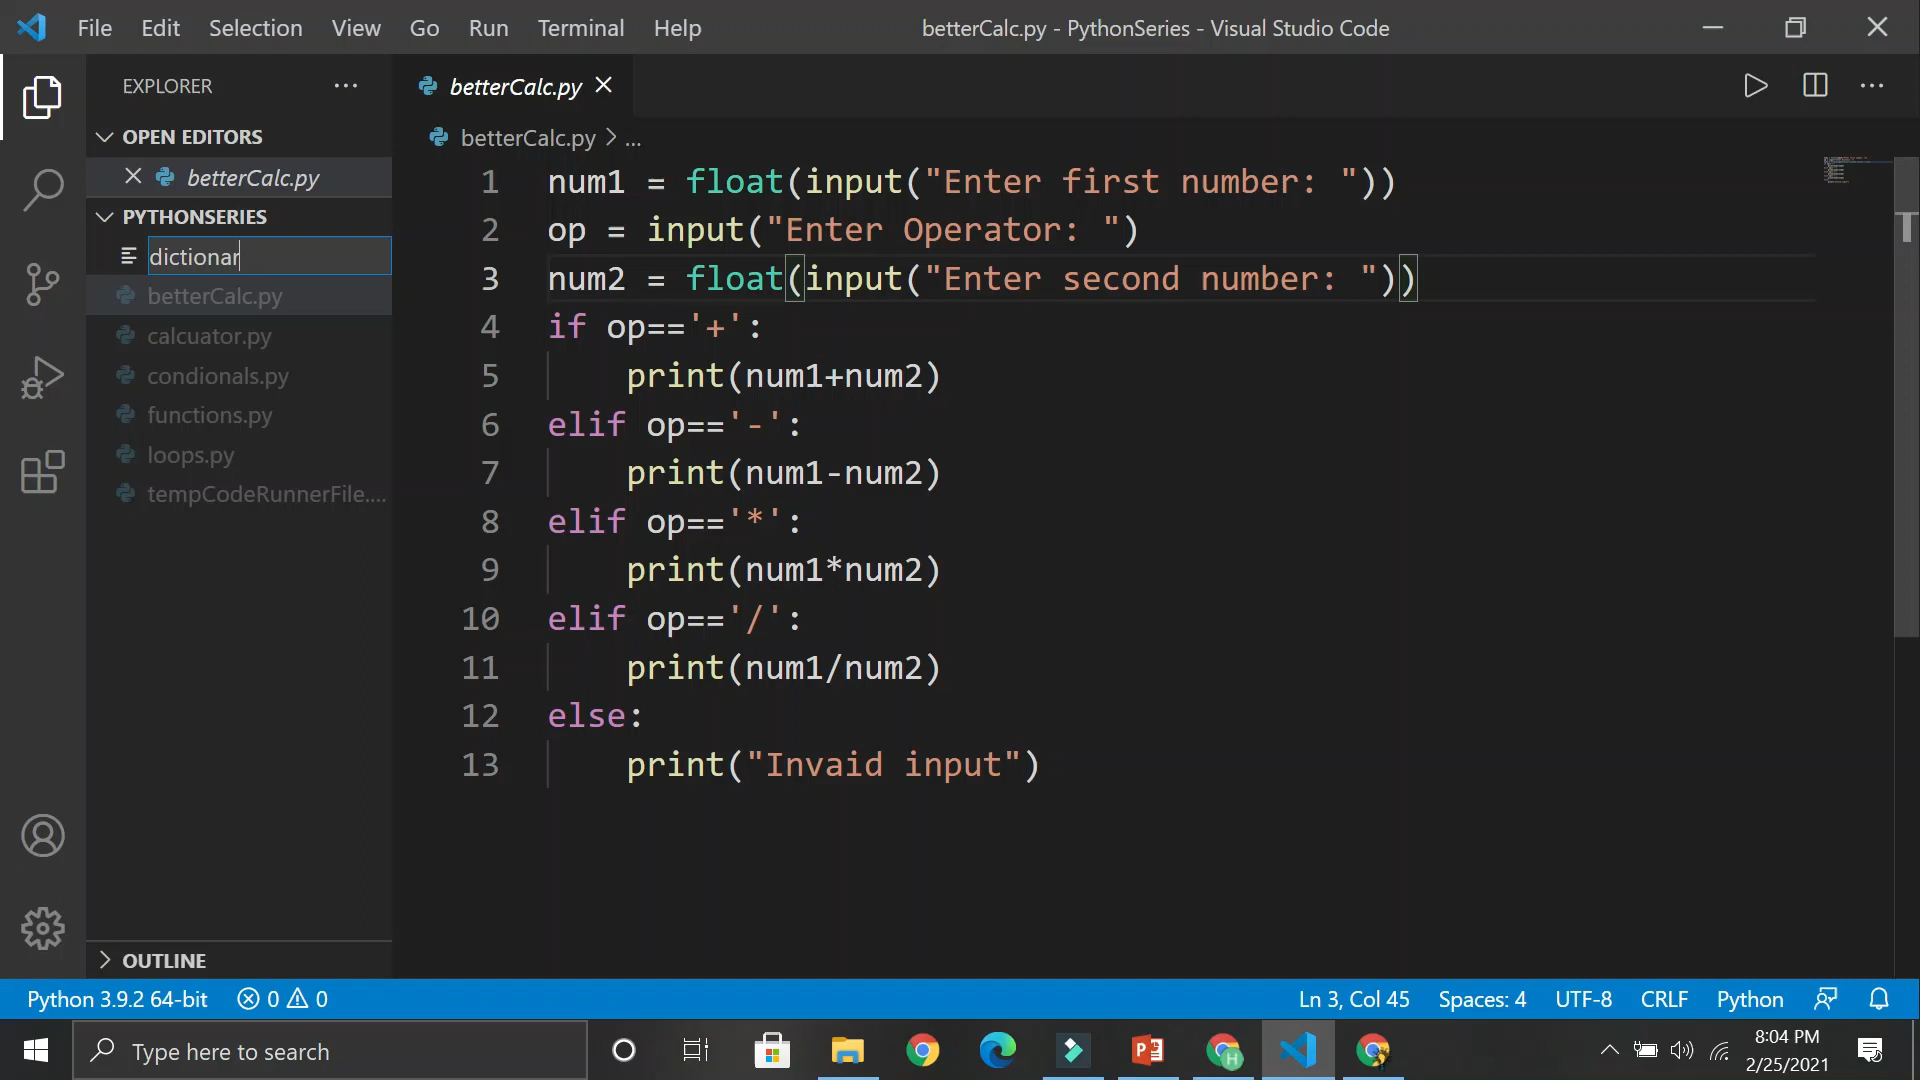 File Edit Selection View Go Run Terminal Help
betterCalc.py - PythonSeries - Visual Studio Code
EXPLORER
OPEN EDITORS
betterCalc.py
PYTHONSERIES
dictionar
betterCalc.py
calcuator.py
condionals.py
functions.py
loops.py
tempCodeRunnerFile....
OUTLINE
betterCalc.py
betterCalc.py > ...
1 num1 = float(input("Enter first number: "))
2 op = input("Enter Operator: ")
3 num2 = float(input("Enter second number: "))
4 if op=='+':
5     print(num1+num2)
6 elif op=='-':
7     print(num1-num2)
8 elif op=='*':
9     print(num1*num2)
10 elif op=='/':
11     print(num1/num2)
12 else:
13     print("Invaid input")
Python 3.9.2 64-bit 0 0 Ln 3, Col 45 Spaces: 4 UTF-8 CRLF Python
Type here to search
8:04 PM
2/25/2021